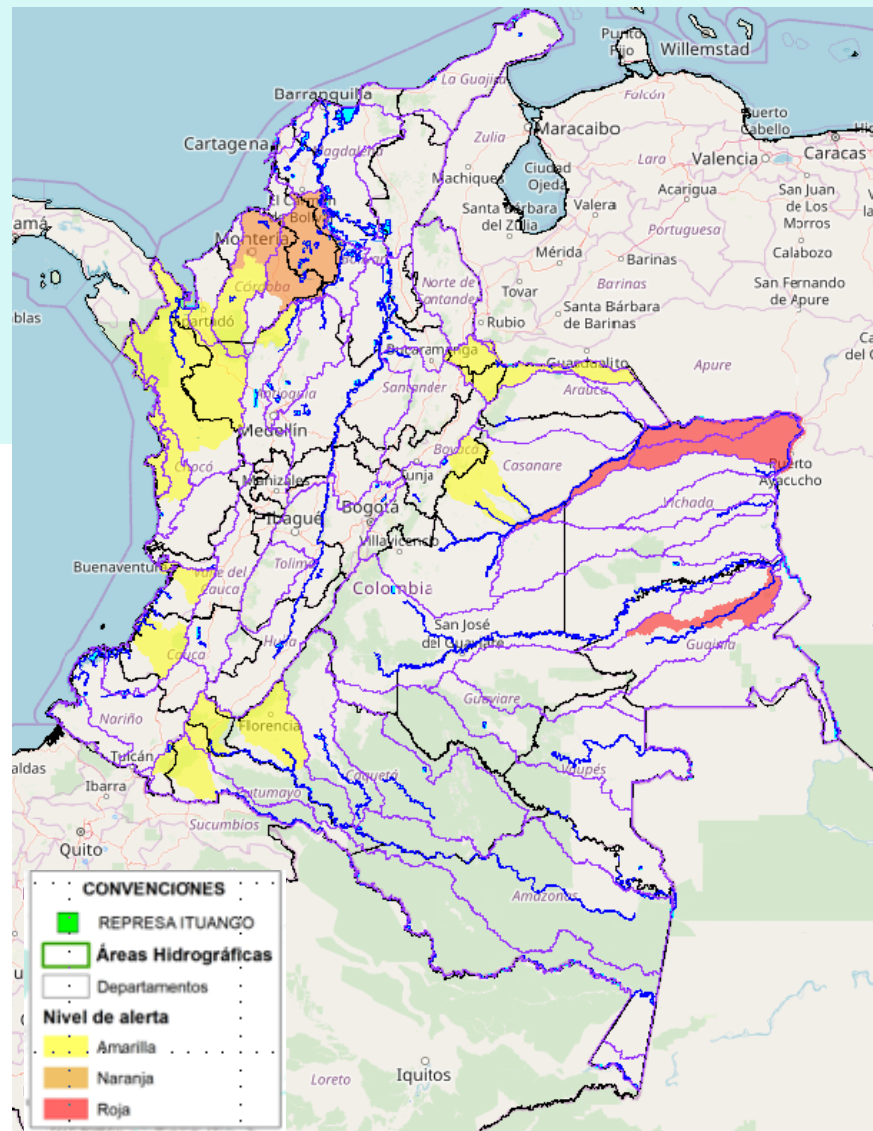 Punto
Fijo
Willemstad
La Guajira
Barranquilla
Falcón
Maracaibo
Puerto
Cabello
Cartagena
Zulia
Caracas
Valencia
Lara
Ciudad
Ojeda
Machiques
Acarigua
San Juan
de Los
Morros
Santa Bárbara
del Zulia
Valera
Portuguesa
Montería
Mérida
Barinas
Calabozo
Córdoba
Norte de
Santander
Tovar
Barinas
San Fernando
de Apure
Santa Bárbara
de Barinas
Rubio
Bucaramanga
Guasdualito
Apure
Arauca
Antioquia
Santander
Medellín
Boyacá
Casanare
Chocó
Puerto
Ayacucho
Manizales
Vichada
Ibagué
Bogotá
Villavicencio
Buenaventura
Valle del
Cauca
Tolima
Colombia
San José
del Guaviare
Cauca
Huila
Guainía
Guaviare
Nariño
Florencia
Tulcán
Vaupés
Caquetá
Ibarra
Putumayo
Sucumbíos
Quito
Amazonas
CONVENCIONES
REPRESA ITUANGO
Áreas Hidrográficas
Departamentos
Nivel de alerta
Amarilla
Naranja
Roja
Iquitos
Loreto